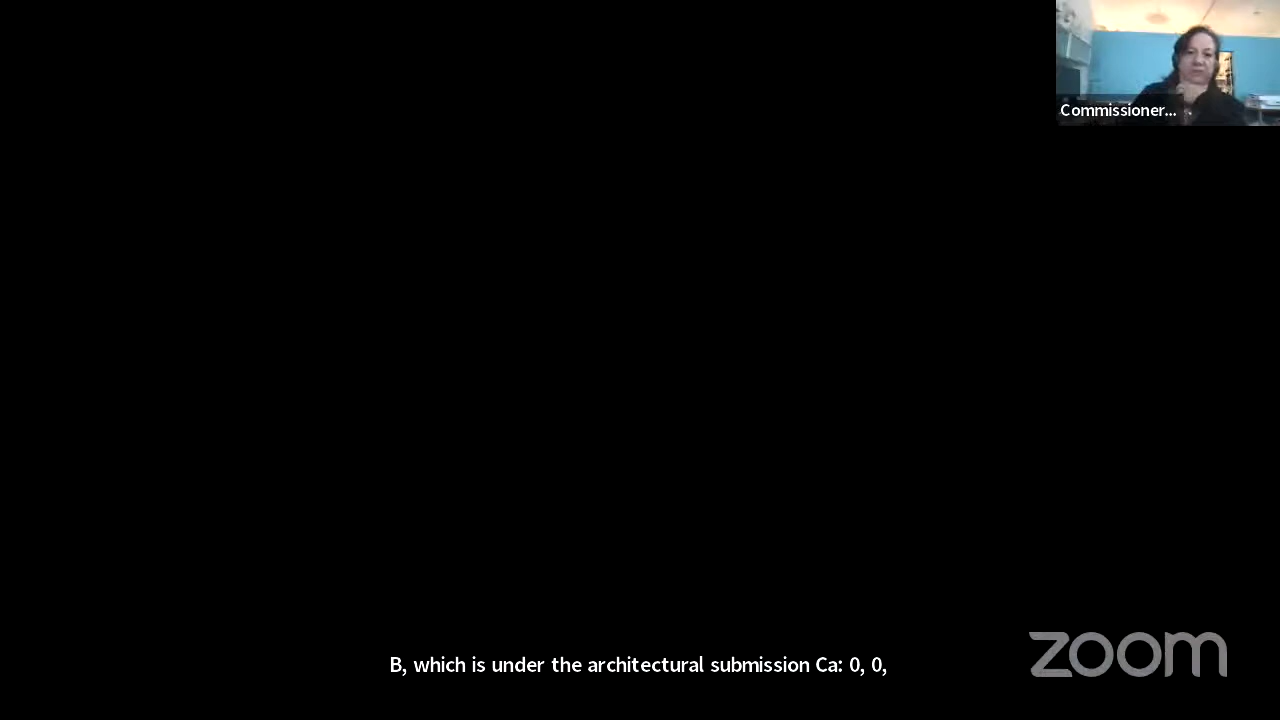 Commissioner...
B, which is under the architectural submission Ca: 0, 0,
zoom